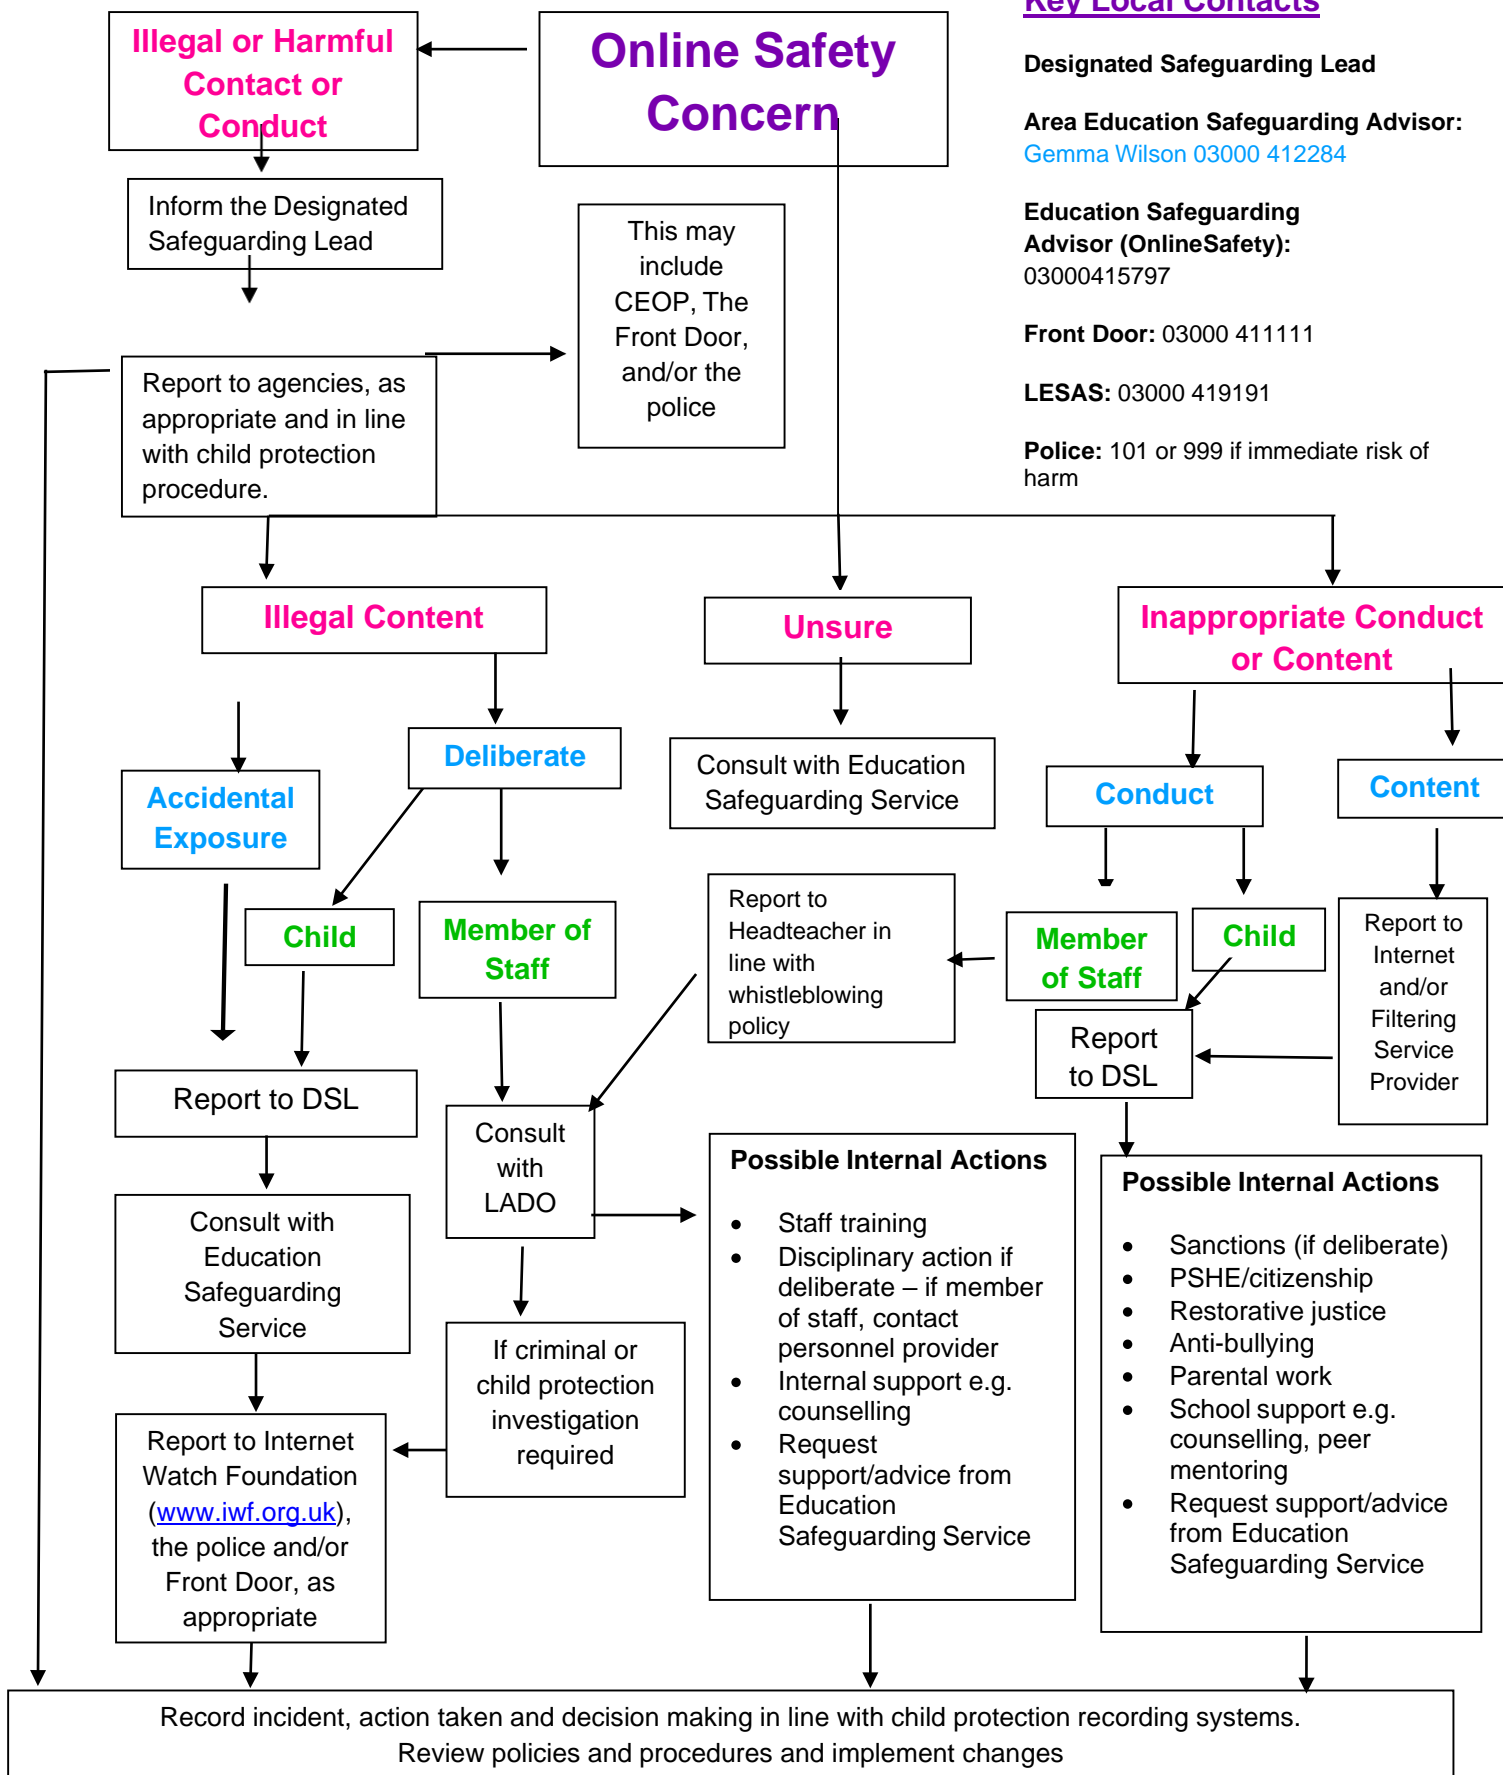 Key Local Contacts
Illegal or Harmful
Contact or
Conduct
Online Safety
Concern
Designated Safeguarding Lead
Area Education Safeguarding Advisor:
Gemma Wilson 03000 412284
Education Safeguarding
Advisor (OnlineSafety):
03000415797
Front Door: 03000 411111
LESAS: 03000 419191
Police: 101 or 999 if immediate risk of
harm
Inform the Designated
Safeguarding Lead
This may
include
CEOP, The
Front Door,
and/or the
police
Report to agencies, as
appropriate and in line
with child protection
procedure.
Illegal Content
Unsure
Inappropriate Conduct
or Content
Deliberate
Accidental
Exposure
Consult with Education
Safeguarding Service
Conduct
Content
Child
Member of
Staff
Report to
Headteacher in
line with
whistleblowing
policy
Member
of Staff
Child
Report to
Internet
and/or
Filtering
Service
Provider
Report to DSL
Report
to DSL
Consult
with
LADO
Consult with
Education
Safeguarding
Service
If criminal or
child protection
investigation
required
Report to Internet
Watch Foundation
(www.iwf.org.uk),
the police and/or
Front Door, as
appropriate
Possible Internal Actions
• Staff training
• Disciplinary action if
deliberate – if member
of staff, contact
personnel provider
• Internal support e.g.
counselling
• Request
support/advice from
Education
Safeguarding Service
Possible Internal Actions
• Sanctions (if deliberate)
• PSHE/citizenship
• Restorative justice
• Anti-bullying
• Parental work
• School support e.g.
counselling, peer
mentoring
• Request support/advice
from Education
Safeguarding Service
Record incident, action taken and decision making in line with child protection recording systems.
Review policies and procedures and implement changes